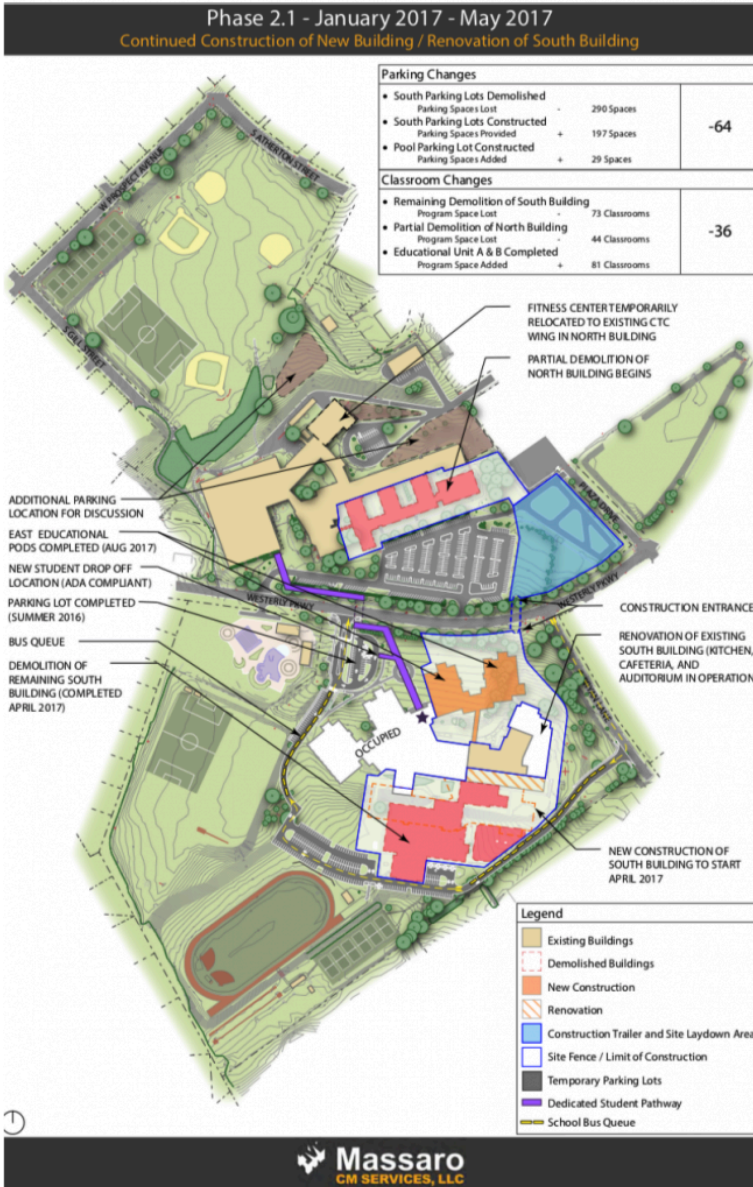 Phase 2.1 - January 2017 - May 2017
Continued Construction of New Building / Renovation of South Building
Parking Changes
• South Parking Lots Demolished
Parking Spaces Lost - 290 Spaces
• South Parking Lots Constructed
Parking Spaces Provided + 197 Spaces
• Pool Parking Lot Constructed
Parking Spaces Added + 29 Spaces
-64
Classroom Changes
• Remaining Demolition of South Building
Program Space Lost - 73 Classrooms
• Partial Demolition of North Building
Program Space Lost - 44 Classrooms
• Educational Unit A & B Completed
Program Space Added + 81 Classrooms
-36
S ATHERTON STREET
W PROSPECT AVENUE
S GILL STREET
FITNESS CENTER TEMPORARILY
RELOCATED TO EXISTING CTC
WING IN NORTH BUILDING
PARTIAL DEMOLITION OF
NORTH BUILDING BEGINS
ADDITIONAL PARKING
LOCATION FOR DISCUSSION
EAST EDUCATIONAL
PODS COMPLETED (AUG 2017)
NEW STUDENT DROP OFF
LOCATION (ADA COMPLIANT)
PARKING LOT COMPLETED
(SUMMER 2016)
BUS QUEUE
DEMOLITION OF
REMAINING SOUTH
BUILDING (COMPLETED
APRIL 2017)
WESTERLY PKWY
WESTERLY PKWY
OCCUPIED
CONSTRUCTION ENTRANCE
RENOVATION OF EXISTING
SOUTH BUILDING (KITCHEN,
CAFETERIA, AND
AUDITORIUM IN OPERATION
NEW CONSTRUCTION OF
SOUTH BUILDING TO START
APRIL 2017
Legend
Existing Buildings
Demolished Buildings
New Construction
Renovation
Construction Trailer and Site Laydown Area
Site Fence / Limit of Construction
Temporary Parking Lots
Dedicated Student Pathway
School Bus Queue
Massaro
CM SERVICES, LLC